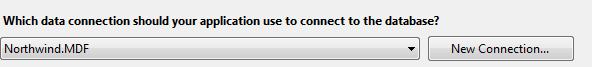 Which data connection should your application use to connect to the database?
Northwind.MDF New Connection...